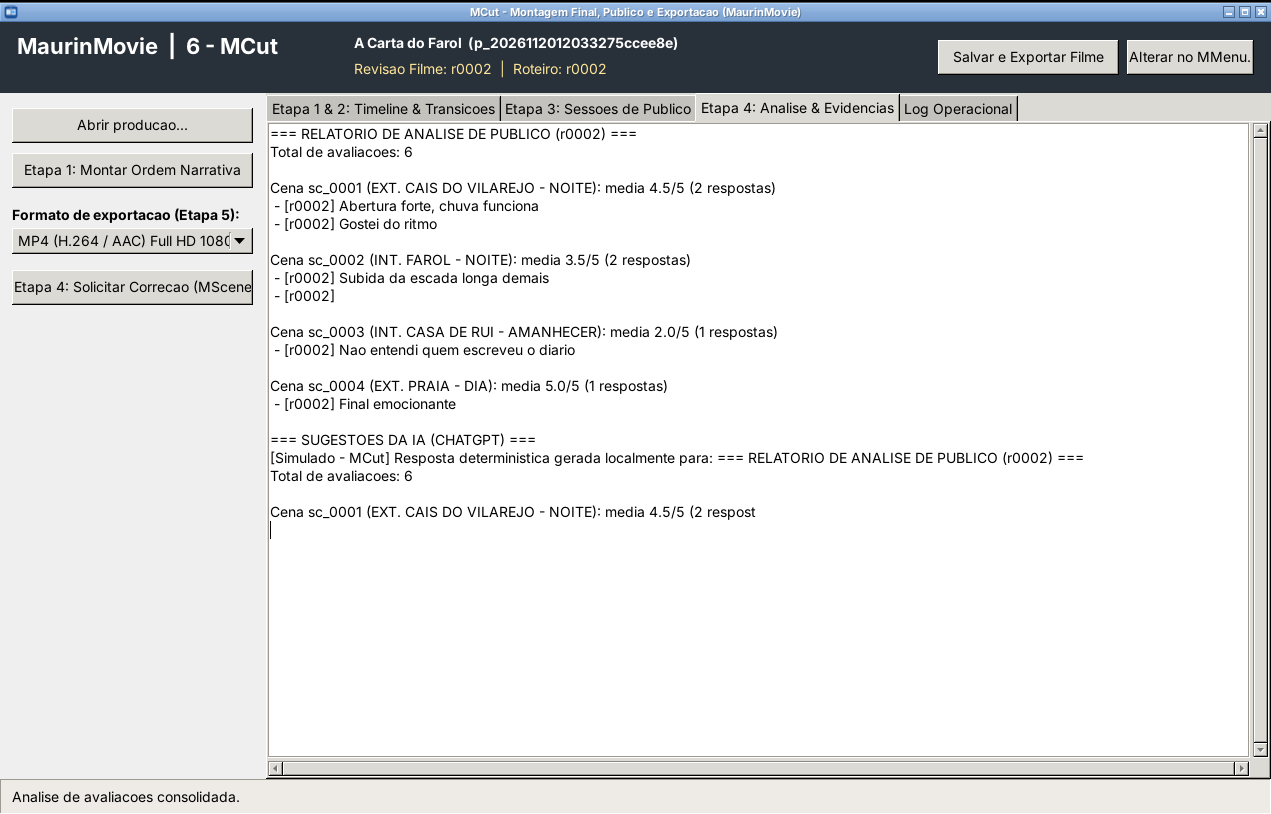 MCut - Montagem Final, Publico e Exportacao (MaurinMovie)
MaurinMovie | 6 - MCut
A Carta do Farol (p_2026112012033275ccee8e)
Revisao Filme: r0002 | Roteiro: r0002
Salvar e Exportar Filme
Alterar no MMenu.
Abrir producao...
Etapa 1: Montar Ordem Narrativa
Formato de exportacao (Etapa 5):
MP4 (H.264 / AAC) Full HD 1080
Etapa 4: Solicitar Correcao (MScene
Etapa 1 & 2: Timeline & Transicoes
Etapa 3: Sessoes de Publico
Etapa 4: Analise & Evidencias
Log Operacional
=== RELATORIO DE ANALISE DE PUBLICO (r0002) ===
Total de avaliacoes: 6
Cena sc_0001 (EXT. CAIS DO VILAREJO - NOITE): media 4.5/5 (2 respostas)
- [r0002] Abertura forte, chuva funciona
- [r0002] Gostei do ritmo
Cena sc_0002 (INT. FAROL - NOITE): media 3.5/5 (2 respostas)
- [r0002] Subida da escada longa demais
- [r0002]
Cena sc_0003 (INT. CASA DE RUI - AMANHECER): media 2.0/5 (1 respostas)
- [r0002] Nao entendi quem escreveu o diario
Cena sc_0004 (EXT. PRAIA - DIA): media 5.0/5 (1 respostas)
- [r0002] Final emocionante
=== SUGESTOES DA IA (CHATGPT) ===
[Simulado - MCut] Resposta deterministica gerada localmente para: === RELATORIO DE ANALISE DE PUBLICO (r0002) ===
Total de avaliacoes: 6
Cena sc_0001 (EXT. CAIS DO VILAREJO - NOITE): media 4.5/5 (2 respost
Analise de avaliacoes consolidada.